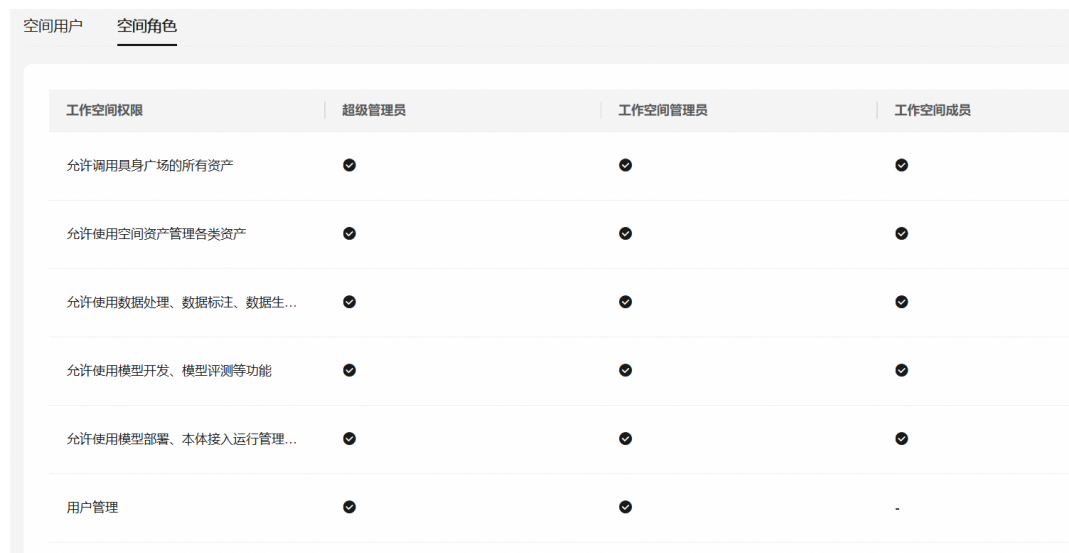 空间用户 空间角色
工作空间权限 超级管理员 工作空间管理员 工作空间成员
允许调用具身广场的所有资产
允许使用空间资产管理各类资产
允许使用数据处理、数据标注、数据生...
允许使用模型开发、模型评测等功能
允许使用模型部署、本体接入运行管理...
用户管理 -